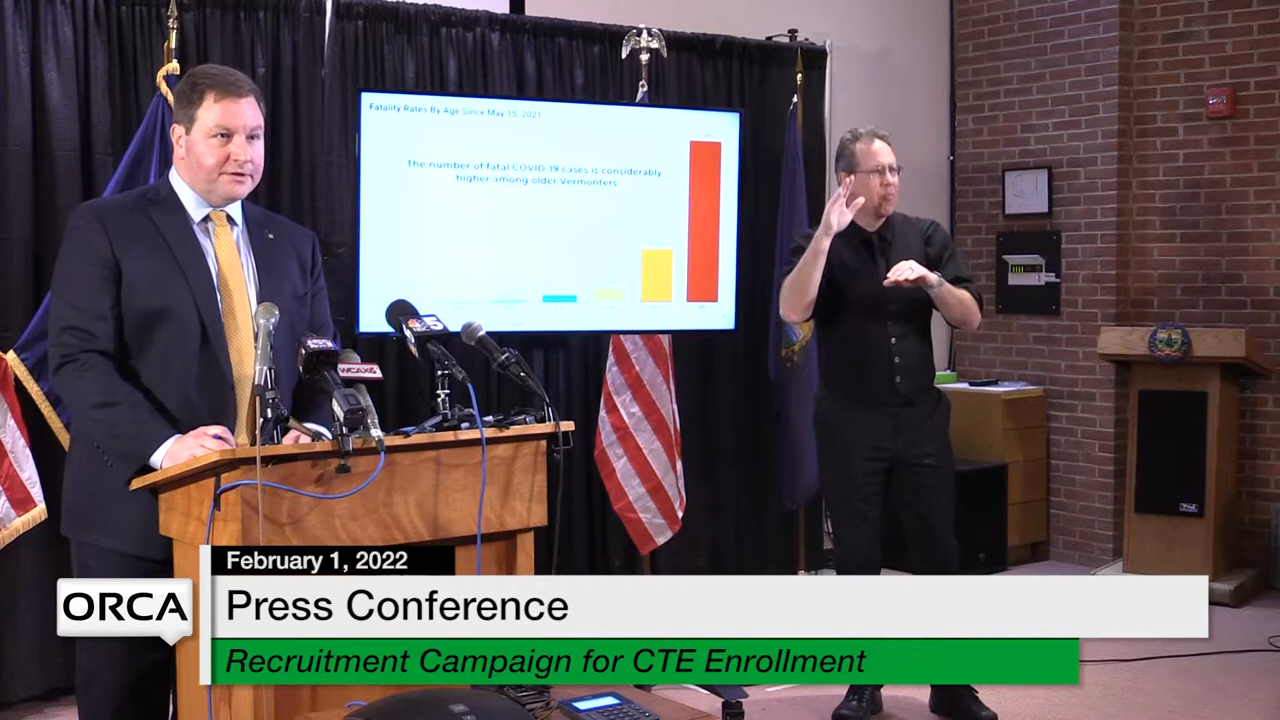 Fatality Rates By Age Since May 15, 2021
The number of fatal COVID-19 cases is considerably
higher among older Vermonters
5
WCAX
February 1, 2022
ORCA
Press Conference
Recruitment Campaign for CTE Enrollment